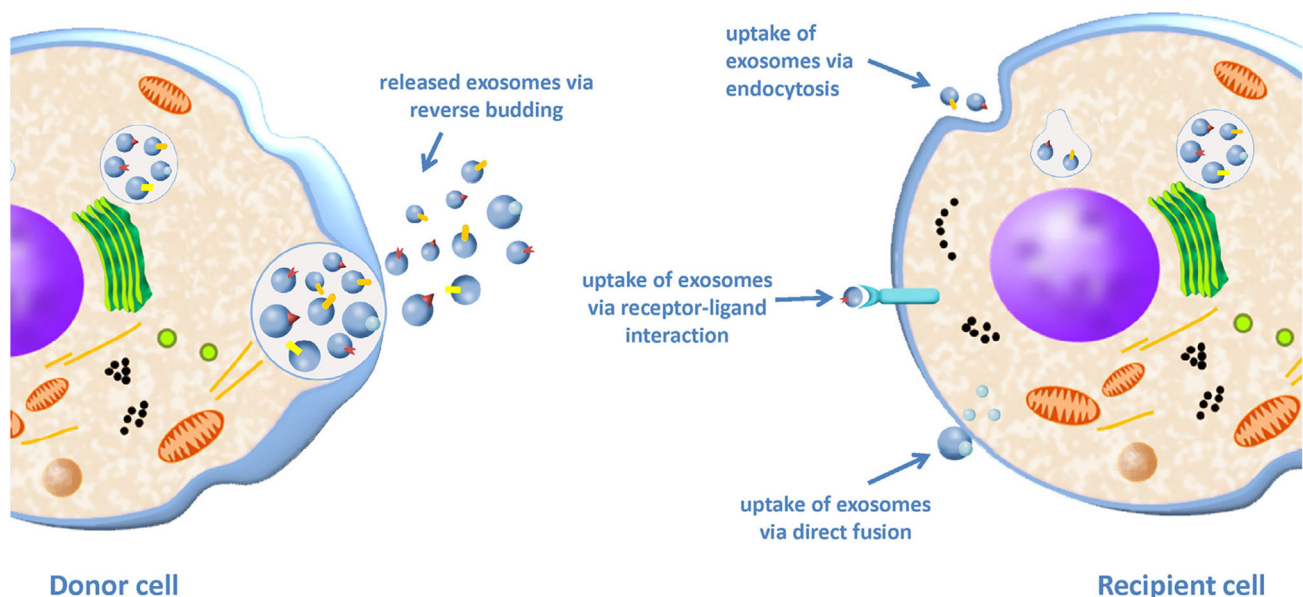 released exosomes via
reverse budding
uptake of
exosomes via
endocytosis
uptake of exosomes
via receptor-ligand
interaction
uptake of exosomes
via direct fusion
Donor cell
Recipient cell